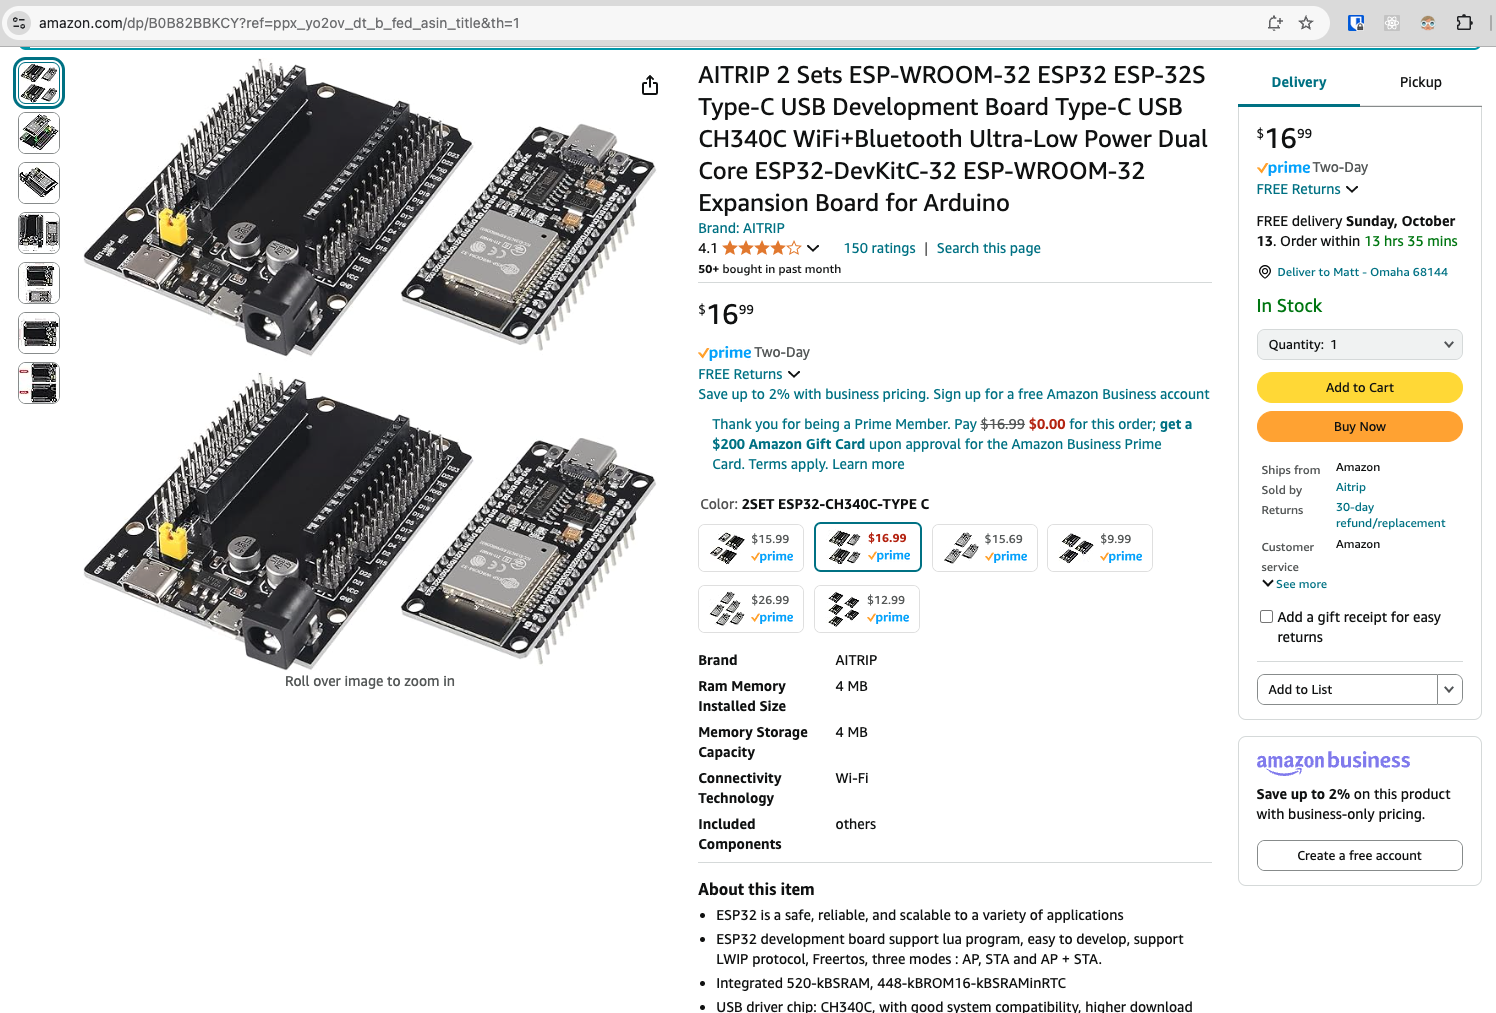 amazon.com/dp/B0B82BBKCY?ref=ppx_yo2ov_dt_b_fed_asin_title&th=1
Roll over image to zoom in
AITRIP 2 Sets ESP-WROOM-32 ESP32 ESP-32S
Type-C USB Development Board Type-C USB
CH340C WiFi+Bluetooth Ultra-Low Power Dual
Core ESP32-DevKitC-32 ESP-WROOM-32
Expansion Board for Arduino
Brand: AITRIP
4.1 150 ratings | Search this page
50+ bought in past month
$16 99
prime Two-Day
FREE Returns
Save up to 2% with business pricing. Sign up for a free Amazon Business account
Thank you for being a Prime Member. Pay $16.99 $0.00 for this order; get a
$200 Amazon Gift Card upon approval for the Amazon Business Prime
Card. Terms apply. Learn more
Color: 2SET ESP32-CH340C-TYPE C
$15.99 $16.99 $15.69 $9.99
prime prime prime prime
$26.99 $12.99
prime prime
Brand AITRIP
Ram Memory 4 MB
Installed Size
Memory Storage 4 MB
Capacity
Connectivity Wi-Fi
Technology
Included others
Components
About this item
• ESP32 is a safe, reliable, and scalable to a variety of applications
• ESP32 development board support lua program, easy to develop, support
LWIP protocol, Freertos, three modes : AP, STA and AP + STA.
• Integrated 520-kBSRAM, 448-kBROM16-kBSRAMinRTC
• USB driver chip: CH340C, with good system compatibility, higher download
Delivery Pickup
$16 99
prime Two-Day
FREE Returns
FREE delivery Sunday, October
13. Order within 13 hrs 35 mins
Deliver to Matt - Omaha 68144
In Stock
Quantity: 1
Add to Cart
Buy Now
Ships from Amazon
Sold by Aitrip
Returns 30-day
refund/replacement
Customer Amazon
service
See more
Add a gift receipt for easy
returns
Add to List
amazon business
Save up to 2% on this product
with business-only pricing.
Create a free account